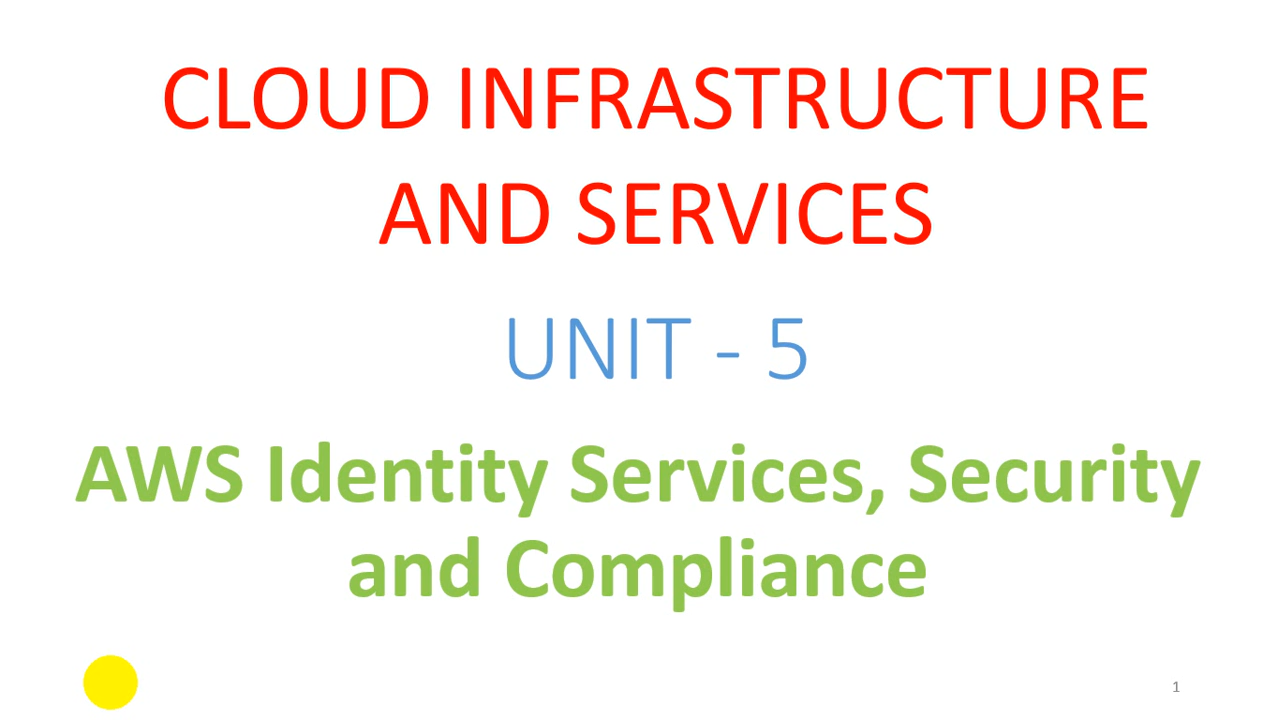 CLOUD INFRASTRUCTURE
AND SERVICES
UNIT - 5
AWS Identity Services, Security
and Compliance
1